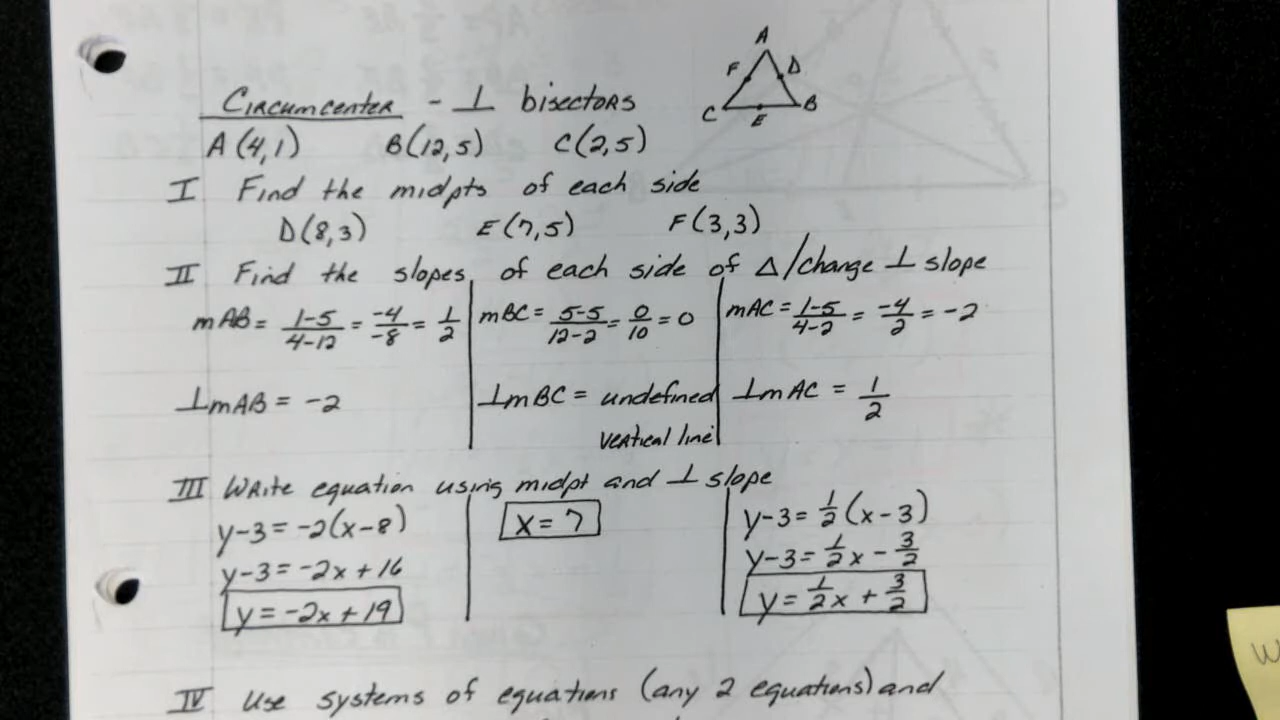 Circumcenter - ⊥ bisectors
A
F D
C E B
A (4,1) B(12,5) C(2,5)
I Find the midpts of each side
D(8,3) E(7,5) F(3,3)
II Find the slopes of each side of Δ/change ⊥ slope
mAB = 1-5/4-12 = -4/-8 = 1/2 mBC = 5-5/12-2 = 0/10 = 0 mAC = 1-5/4-2 = -4/2 = -2
⊥mAB = -2 ⊥mBC = undefined ⊥mAC = 1/2
vertical line
III Write equation using midpt and ⊥ slope
y-3 = -2(x-8) x = 7 y-3 = 1/2(x-3)
y-3 = -2x + 16 y-3 = 1/2x - 3/2
y = -2x + 19 y = 1/2x + 3/2
IV Use systems of equations (any 2 equations) and